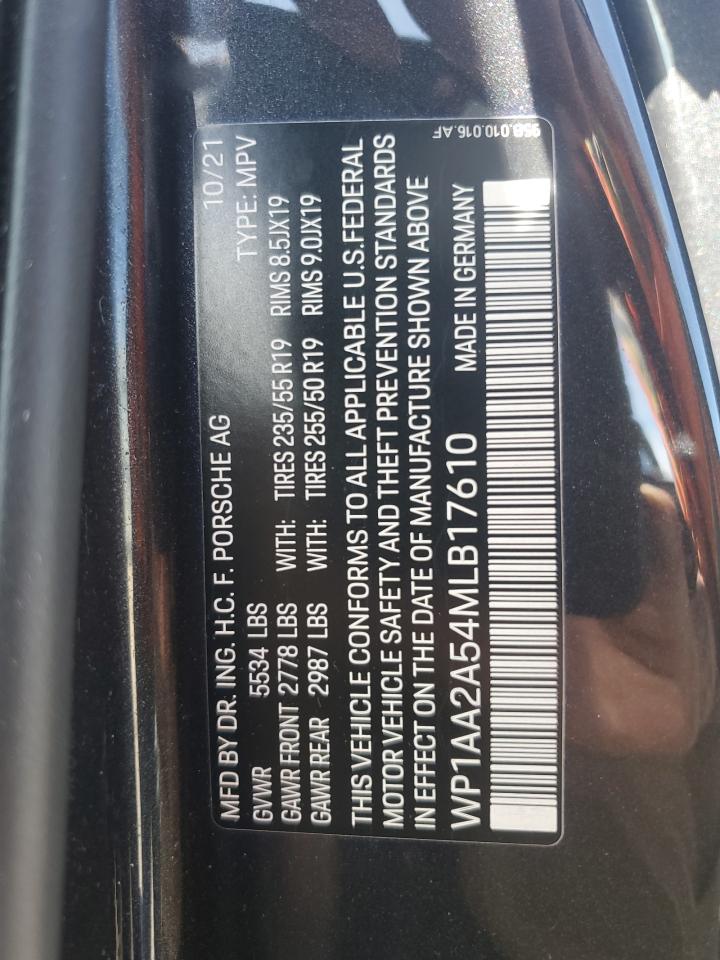 MFD BY DR. ING. H.C. F. PORSCHE AG 10/21
GVWR 5534 LBS TYPE: MPV
GAWR FRONT 2778 LBS WITH: TIRES 235/55 R19 RIMS 8.5JX19
GAWR REAR 2987 LBS WITH: TIRES 255/50 R19 RIMS 9.0JX19
THIS VEHICLE CONFORMS TO ALL APPLICABLE U.S.FEDERAL
MOTOR VEHICLE SAFETY AND THEFT PREVENTION STANDARDS
IN EFFECT ON THE DATE OF MANUFACTURE SHOWN ABOVE
WP1AA2A54MLB17610 MADE IN GERMANY
95B.010.016.AF